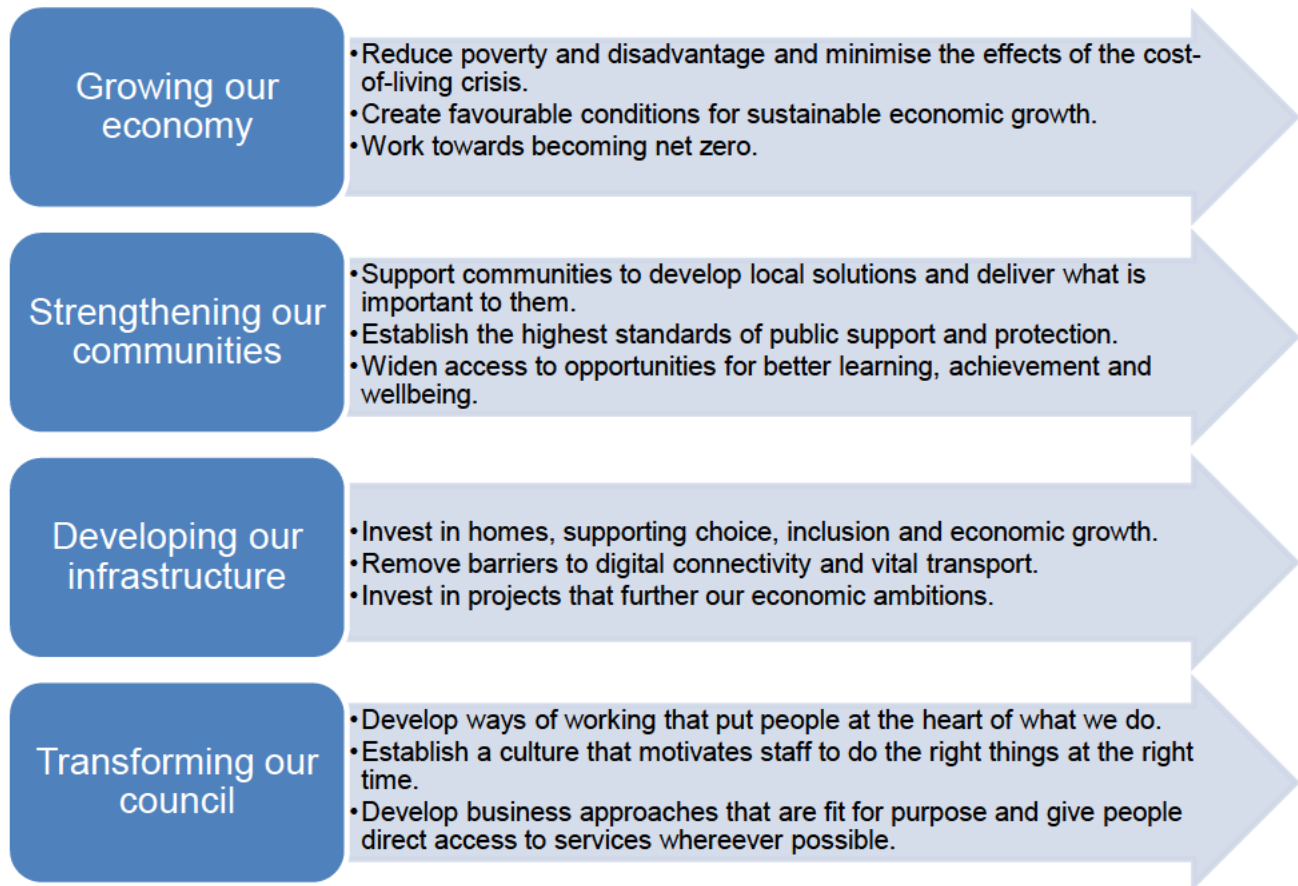 Growing our
economy
•Reduce poverty and disadvantage and minimise the effects of the cost-
of-living crisis.
•Create favourable conditions for sustainable economic growth.
•Work towards becoming net zero.
Strengthening our
communities
•Support communities to develop local solutions and deliver what is
important to them.
•Establish the highest standards of public support and protection.
•Widen access to opportunities for better learning, achievement and
wellbeing.
Developing our
infrastructure
•Invest in homes, supporting choice, inclusion and economic growth.
•Remove barriers to digital connectivity and vital transport.
•Invest in projects that further our economic ambitions.
Transforming our
council
•Develop ways of working that put people at the heart of what we do.
•Establish a culture that motivates staff to do the right things at the right
time.
•Develop business approaches that are fit for purpose and give people
direct access to services whereever possible.